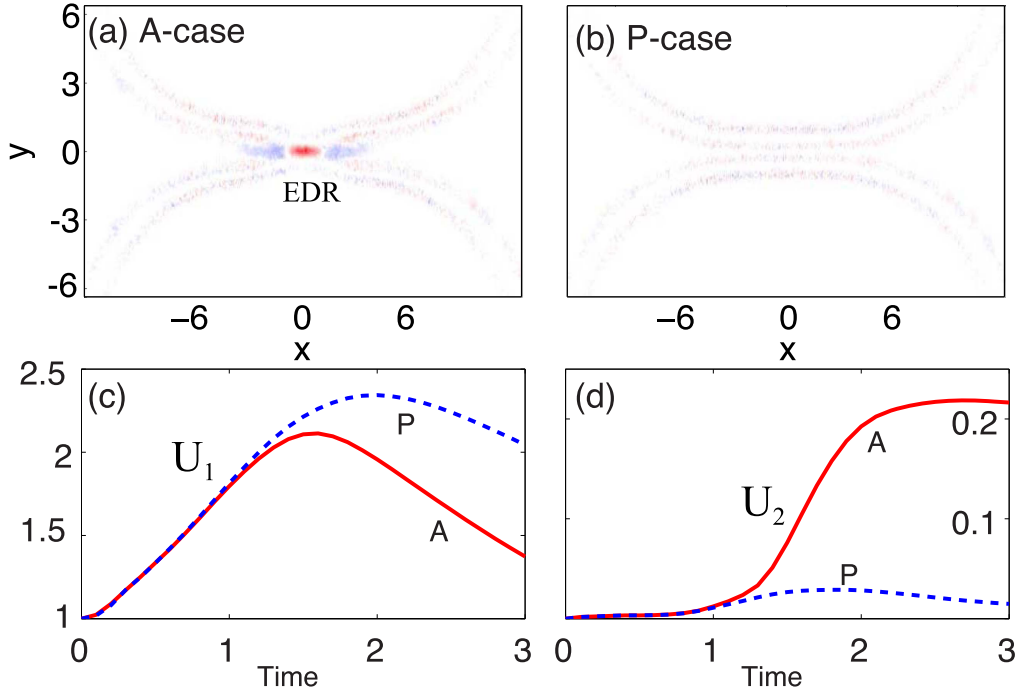 (a) A-case
6
3
0
-3
-6
y
EDR
−6 0 6
x
(b) P-case
−6 0 6
x
(c)
2.5
2
1.5
1
U1
P
A
0 1 2 3
Time
(d)
0.2
0.1
U2
A
P
0 1 2 3
Time